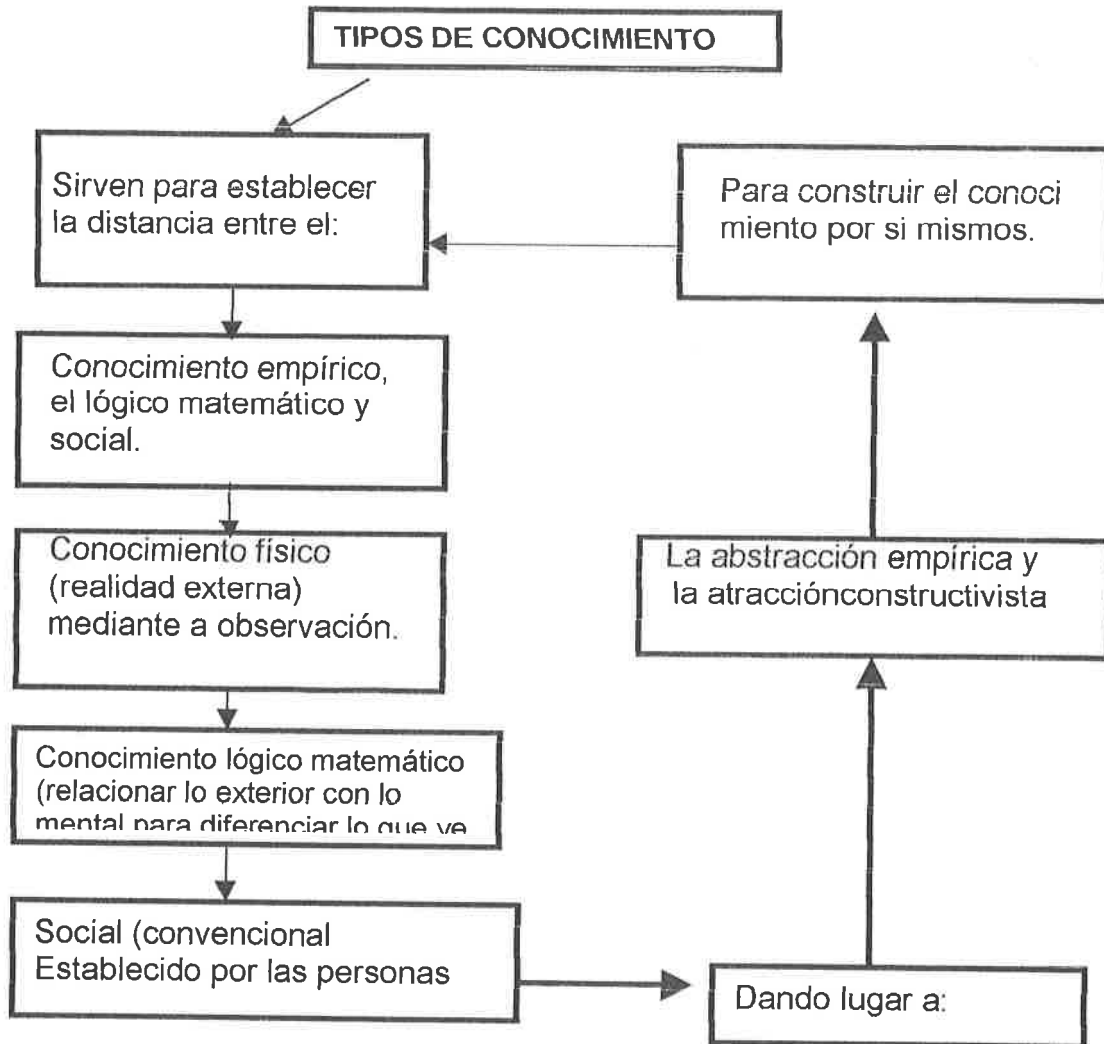 TIPOS DE CONOCIMIENTO
Sirven para establecer
la distancia entre el:
Conocimiento empírico,
el lógico matemático y
social.
Conocimiento físico
(realidad externa)
mediante a observación.
Conocimiento lógico matemático
(relacionar lo exterior con lo
mental para diferenciar lo que ve
Social (convencional
Establecido por las personas
Dando lugar a:
La abstracción empírica y
la atracciónconstructivista
Para construir el conoci
miento por si mismos.